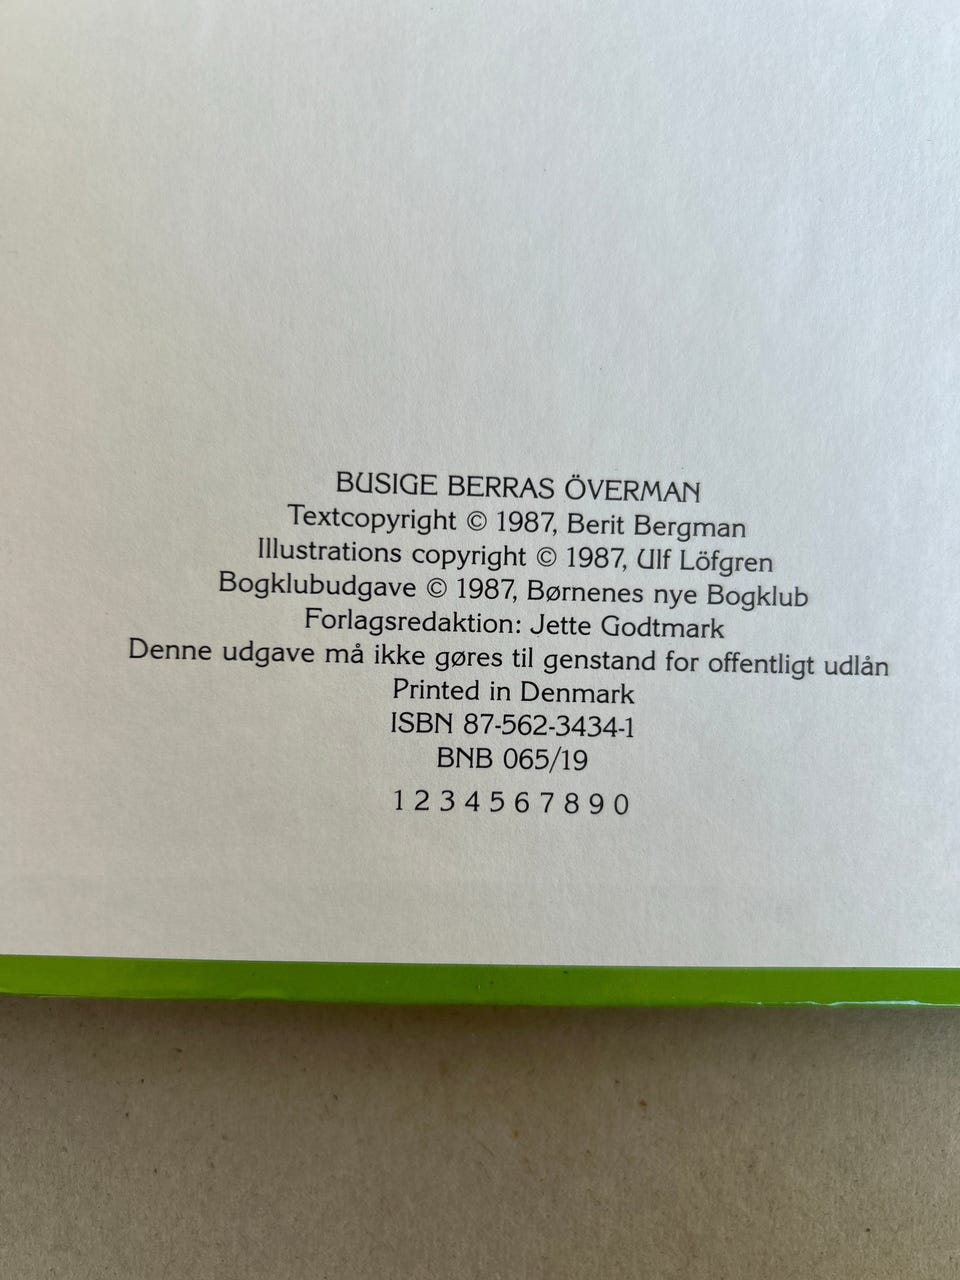 BUSIGE BERRAS ÖVERMAN
Textcopyright © 1987, Berit Bergman
Illustrations copyright © 1987, Ulf Löfgren
Bogklubudgave © 1987, Børnenes nye Bogklub
Forlagsredaktion: Jette Godtmark
Denne udgave må ikke gøres til genstand for offentligt udlån
Printed in Denmark
ISBN 87-562-3434-1
BNB 065/19
1 2 3 4 5 6 7 8 9 0